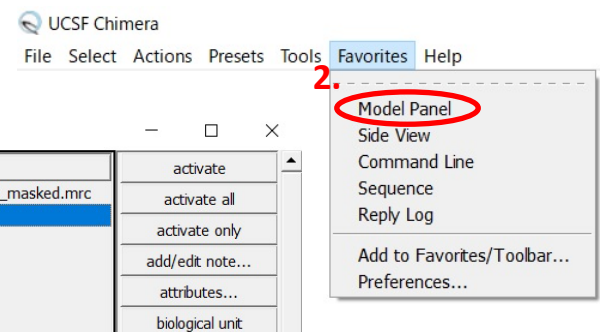 UCSF Chimera
File Select Actions Presets Tools Favorites Help
2.
Model Panel
Side View
Command Line
Sequence
Reply Log
Add to Favorites/Toolbar...
Preferences...
_masked.mrc
activate
activate all
activate only
add/edit note...
attributes...
biological unit